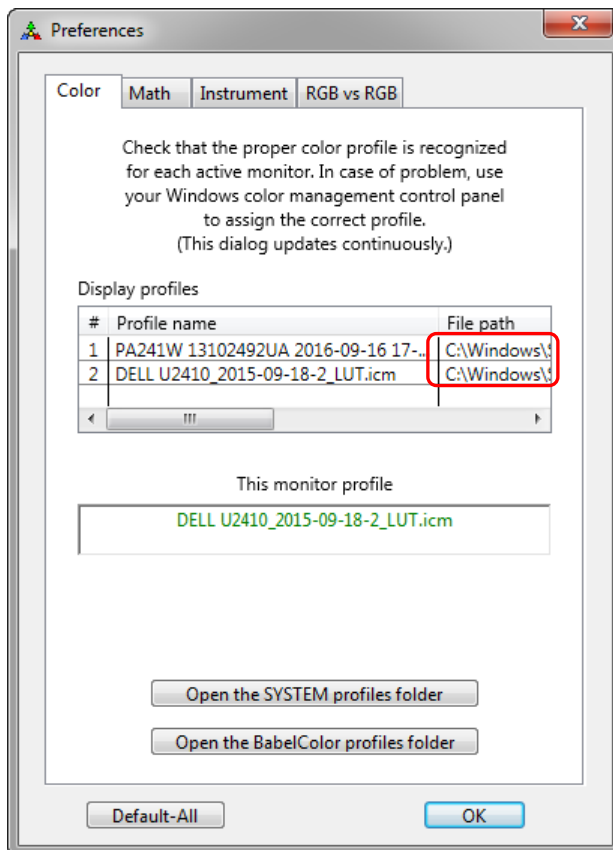 Preferences
Color Math Instrument RGB vs RGB
Check that the proper color profile is recognized
for each active monitor. In case of problem, use
your Windows color management control panel
to assign the correct profile.
(This dialog updates continuously.)
Display profiles
# Profile name File path
1 PA241W 13102492UA 2016-09-16 17-... C:\Windows\
2 DELL U2410_2015-09-18-2_LUT.icm C:\Windows\
This monitor profile
DELL U2410_2015-09-18-2_LUT.icm
Open the SYSTEM profiles folder
Open the BabelColor profiles folder
Default-All OK